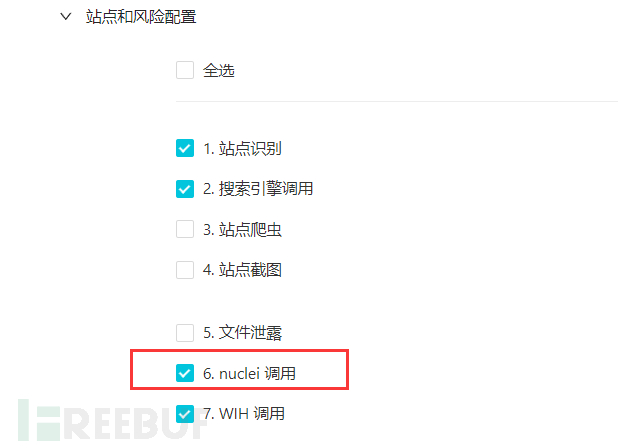 站点和风险配置
全选
1. 站点识别
2. 搜索引擎调用
3. 站点爬虫
4. 站点截图
5. 文件泄露
6. nuclei 调用
7. WIH 调用
FREEBUF